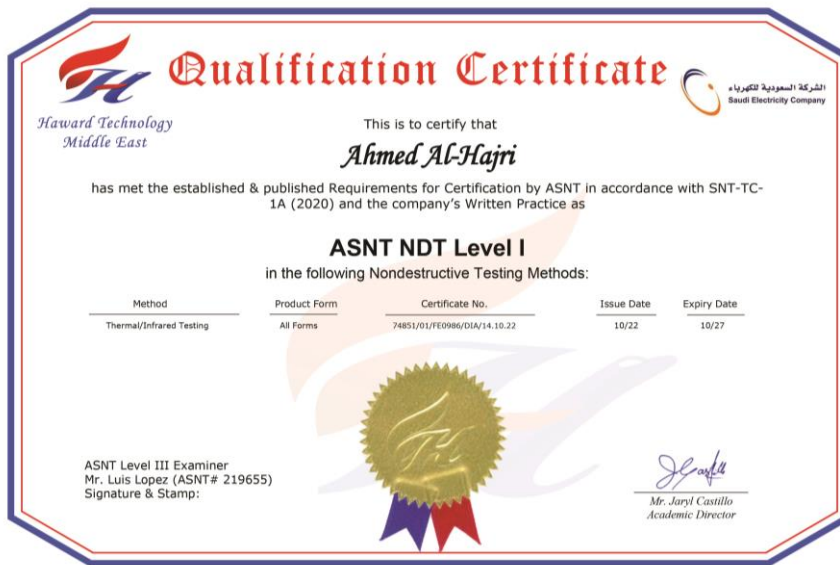 Qualification Certificate
Haward Technology
Middle East
الشركة السعودية للكهرباء
Saudi Electricity Company
This is to certify that
Ahmed Al-Hajri
has met the established & published Requirements for Certification by ASNT in accordance with SNT-TC-
1A (2020) and the company's Written Practice as
ASNT NDT Level I
in the following Nondestructive Testing Methods:
Method Product Form Certificate No. Issue Date Expiry Date
Thermal/Infrared Testing All Forms 74851/01/FE0986/DIA/14.10.22 10/22 10/27
ASNT Level III Examiner
Mr. Luis Lopez (ASNT# 219655)
Signature & Stamp:
Mr. Jaryl Castillo
Academic Director